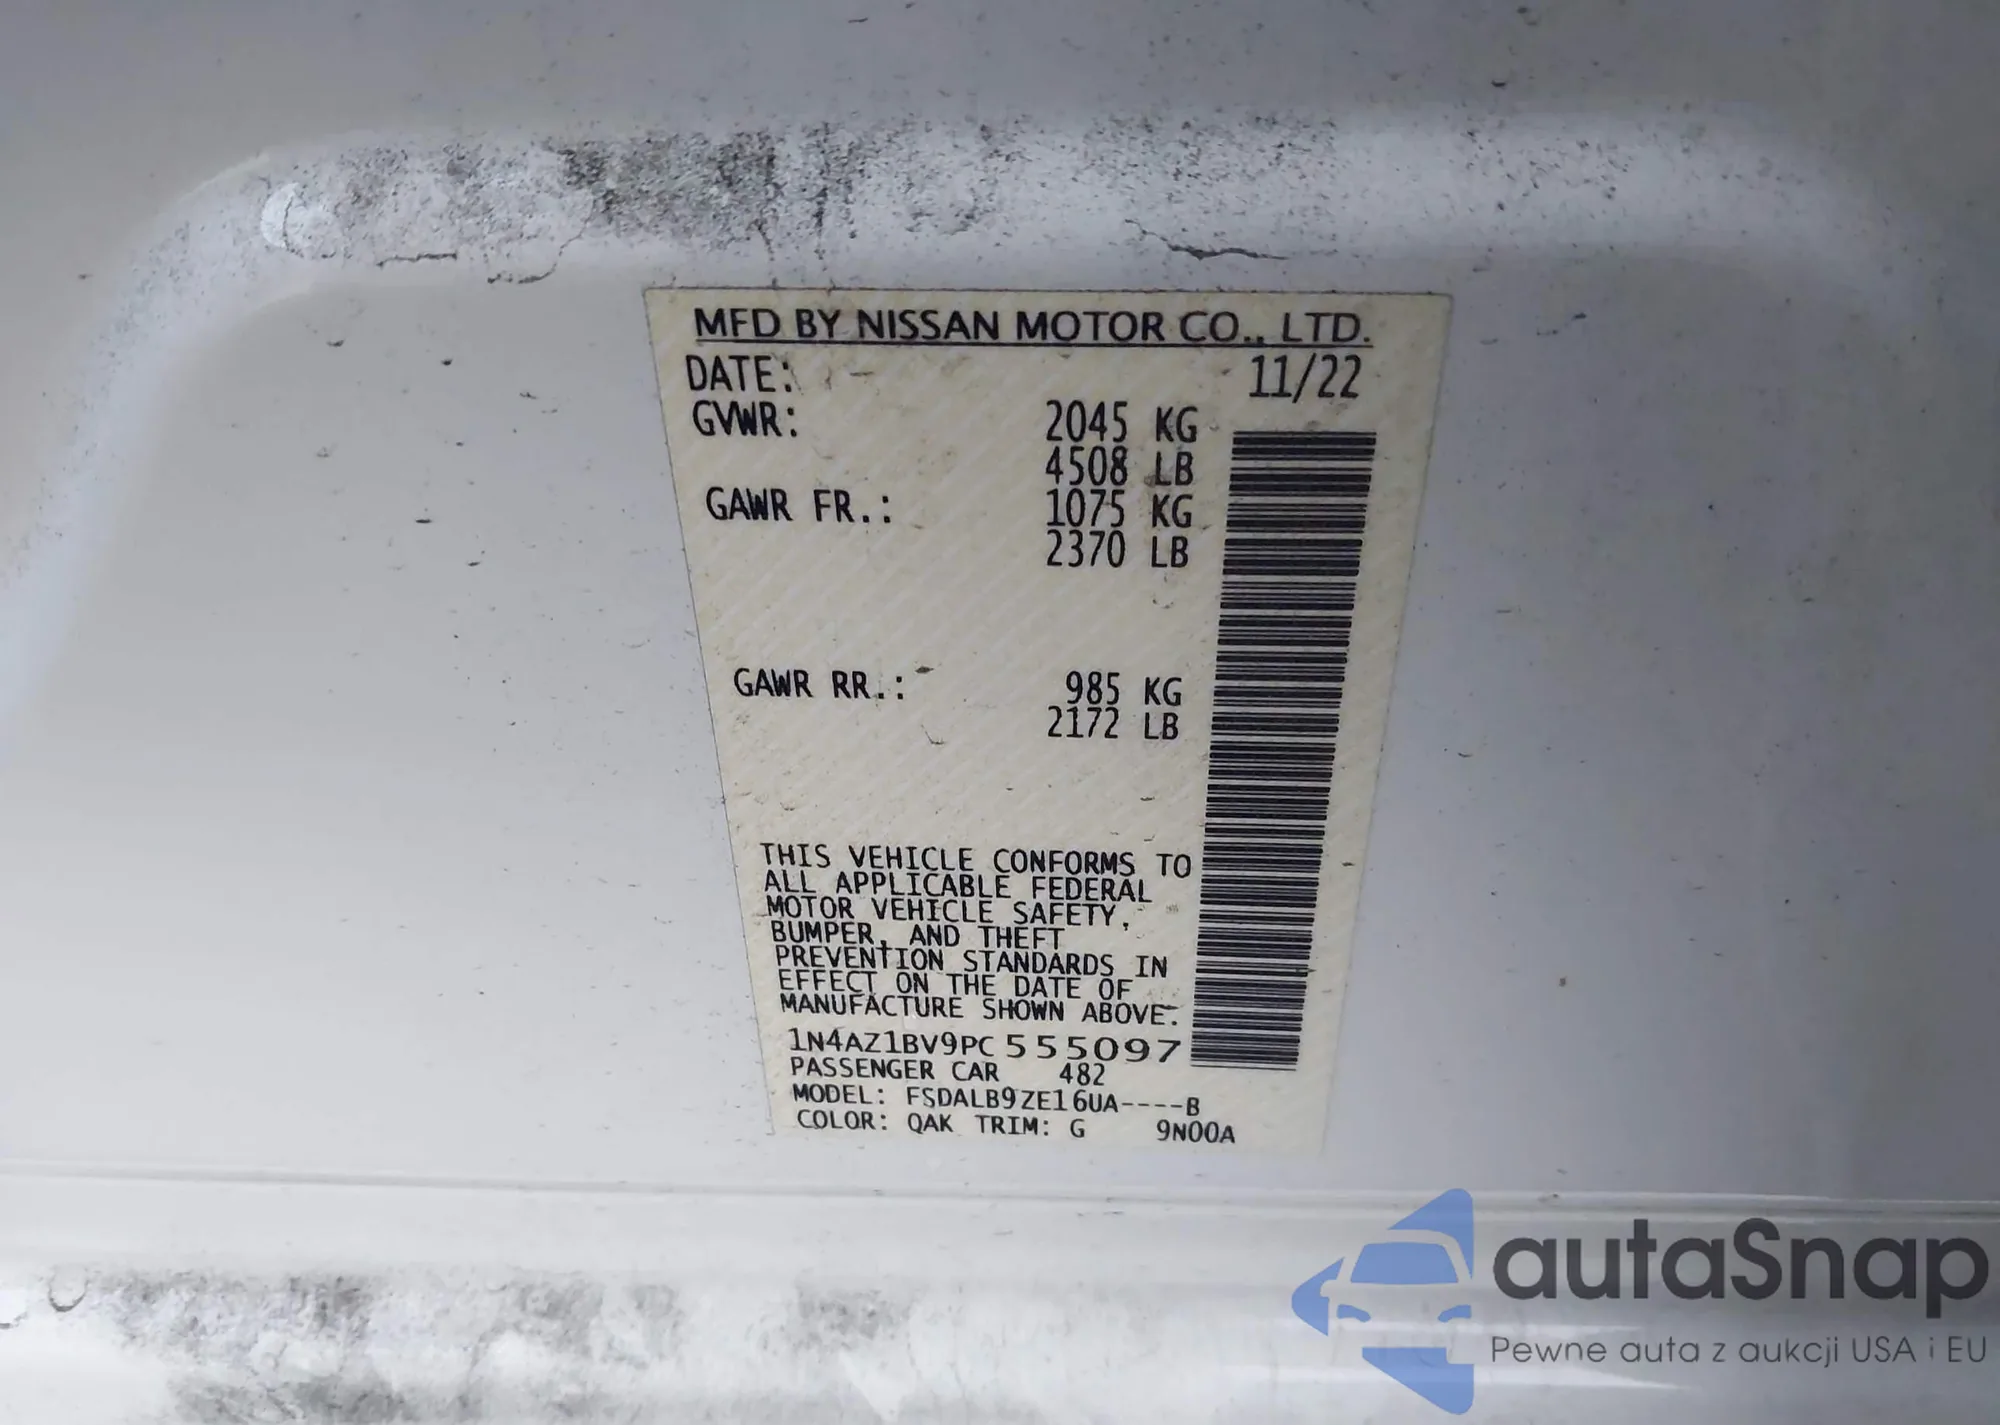 MFD BY NISSAN MOTOR CO., LTD.
DATE: 11/22
GVWR: 2045 KG
4508 LB
GAWR FR.: 1075 KG
2370 LB
GAWR RR.: 985 KG
2172 LB
THIS VEHICLE CONFORMS TO
ALL APPLICABLE FEDERAL
MOTOR VEHICLE SAFETY,
BUMPER, AND THEFT
PREVENTION STANDARDS IN
EFFECT ON THE DATE OF
MANUFACTURE SHOWN ABOVE.
1N4AZ1BV9PC555097
PASSENGER CAR 482
MODEL: FSDALB9ZE16UA----B
COLOR: QAK TRIM: G 9N00A
autaSnap
Pewne auta z aukcji USA i EU